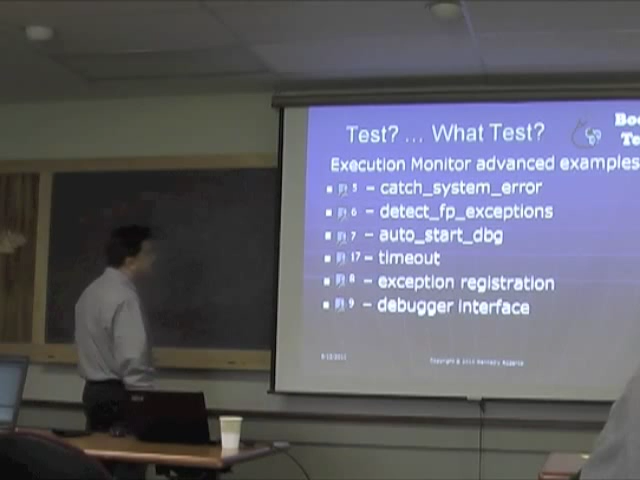 Test? ... What Test?
Execution Monitor advanced examples
5 – catch_system_error
6 – detect_fp_exceptions
7 – auto_start_dbg
17 – timeout
8 – exception registration
9 – debugger interface